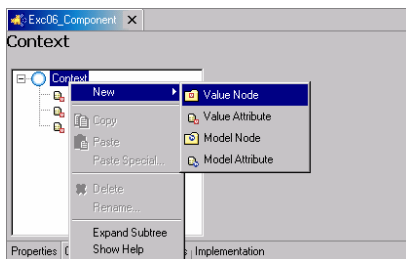 Exc06_Component
Context
Context
New
Value Node
Value Attribute
Copy
Model Node
Paste
Model Attribute
Paste Special...
Delete
Rename...
Expand Subtree
Show Help
Properties
Implementation